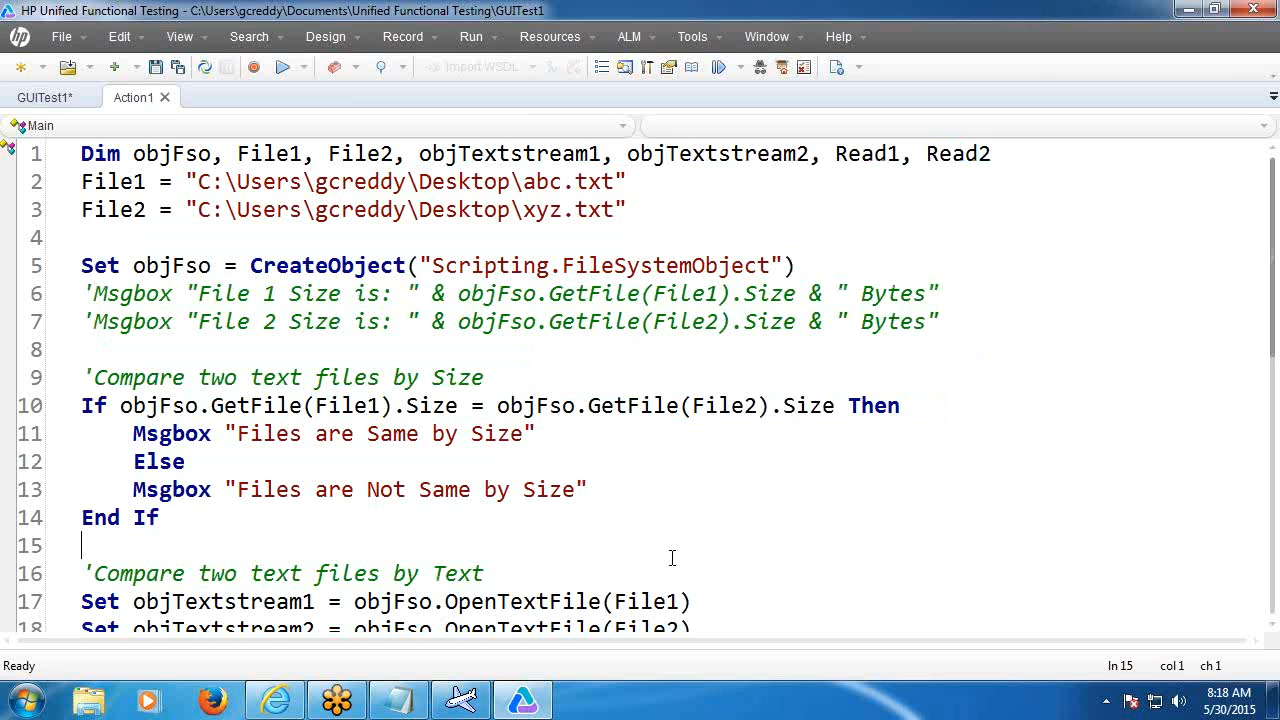 HP Unified Functional Testing - C:\Users\gcreddy\Documents\Unified Functional Testing\GUITest1
hp File Edit View Search Design Record Run Resources ALM Tools Window Help
Import WSDL
GUITest1* Action1
Main
1 Dim objFso, File1, File2, objTextstream1, objTextstream2, Read1, Read2
2 File1 = "C:\Users\gcreddy\Desktop\abc.txt"
3 File2 = "C:\Users\gcreddy\Desktop\xyz.txt"
4
5 Set objFso = CreateObject("Scripting.FileSystemObject")
6 'Msgbox "File 1 Size is: " & objFso.GetFile(File1).Size & " Bytes"
7 'Msgbox "File 2 Size is: " & objFso.GetFile(File2).Size & " Bytes"
8
9 'Compare two text files by Size
10 If objFso.GetFile(File1).Size = objFso.GetFile(File2).Size Then
11 Msgbox "Files are Same by Size"
12 Else
13 Msgbox "Files are Not Same by Size"
14 End If
15
16 'Compare two text files by Text
17 Set objTextstream1 = objFso.OpenTextFile(File1)
18 Set objTextstream2 = objFso.OpenTextFile(File2)
Ready Ln 15 col 1 ch 1
8:18 AM
5/30/2015